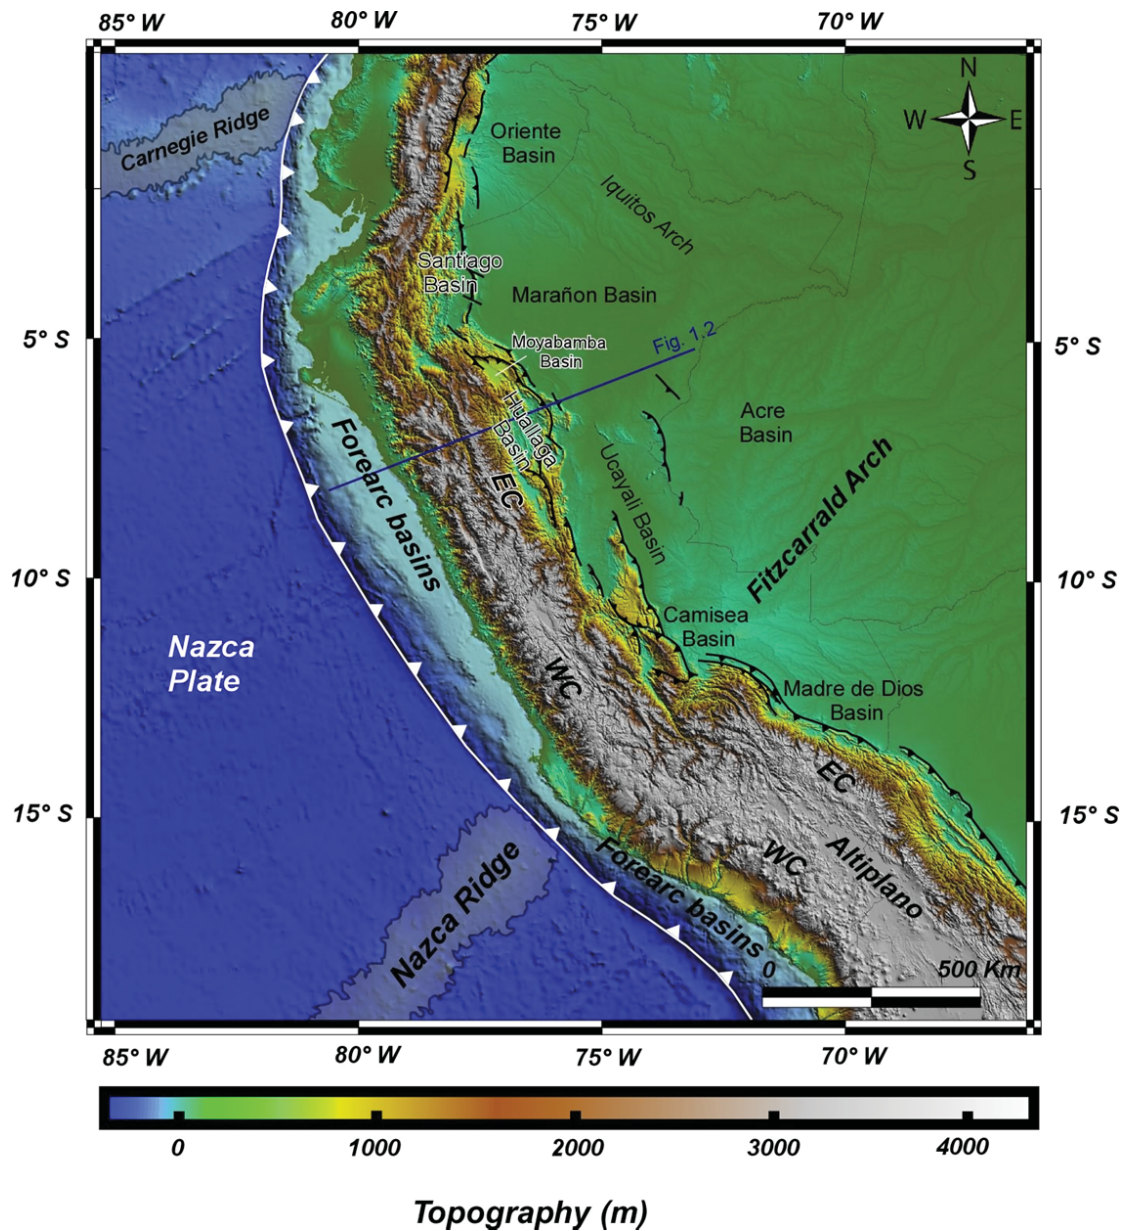 85° W 80° W 75° W 70° W
N
W E
S
Carnegie Ridge
Oriente
Basin
Iquitos Arch
Santiago
Basin
Marañon Basin
5° S
5° S
Fig. 1.2
Moyabamba
Basin
Huallaga
Basin
Acre
Basin
Forearc basins
EC
Ucayali Basin
Fitzcarrald Arch
10° S
10° S
Camisea
Basin
Nazca
Plate
WC
Madre de Dios
Basin
EC
15° S
15° S
Nazca Ridge
Forearc basins
WC
Altiplano
0 500 Km
85° W 80° W 75° W 70° W
0 1000 2000 3000 4000
Topography (m)